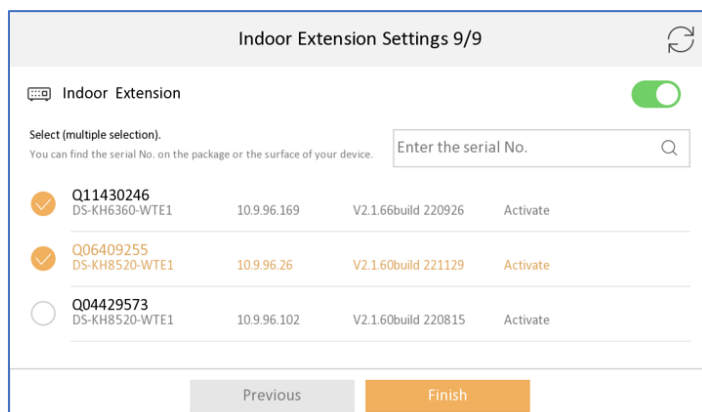 Indoor Extension Settings 9/9
Indoor Extension
Select (multiple selection).
You can find the serial No. on the package or the surface of your device.
Enter the serial No.
Q11430246
DS-KH6360-WTE1 10.9.96.169 V2.1.66build 220926 Activate
Q06409255
DS-KH8520-WTE1 10.9.96.26 V2.1.60build 221129 Activate
Q04429573
DS-KH8520-WTE1 10.9.96.102 V2.1.60build 220815 Activate
Previous Finish